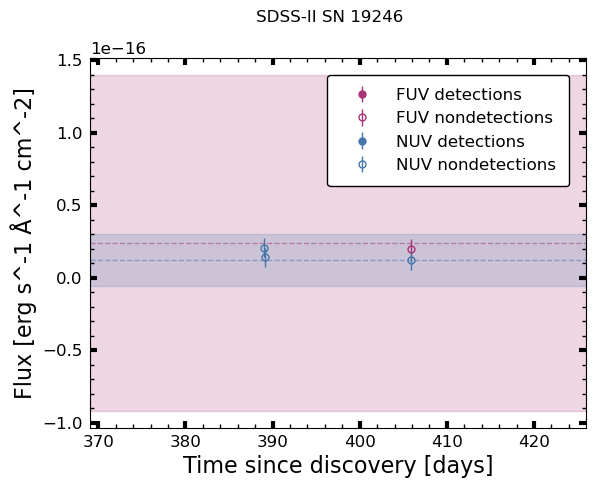 SDSS-II SN 19246
1e−16
1.5
1.0
0.5
0.0
−0.5
−1.0
Flux [erg s^-1 Å^-1 cm^-2]
FUV detections
FUV nondetections
NUV detections
NUV nondetections
370 380 390 400 410 420
Time since discovery [days]